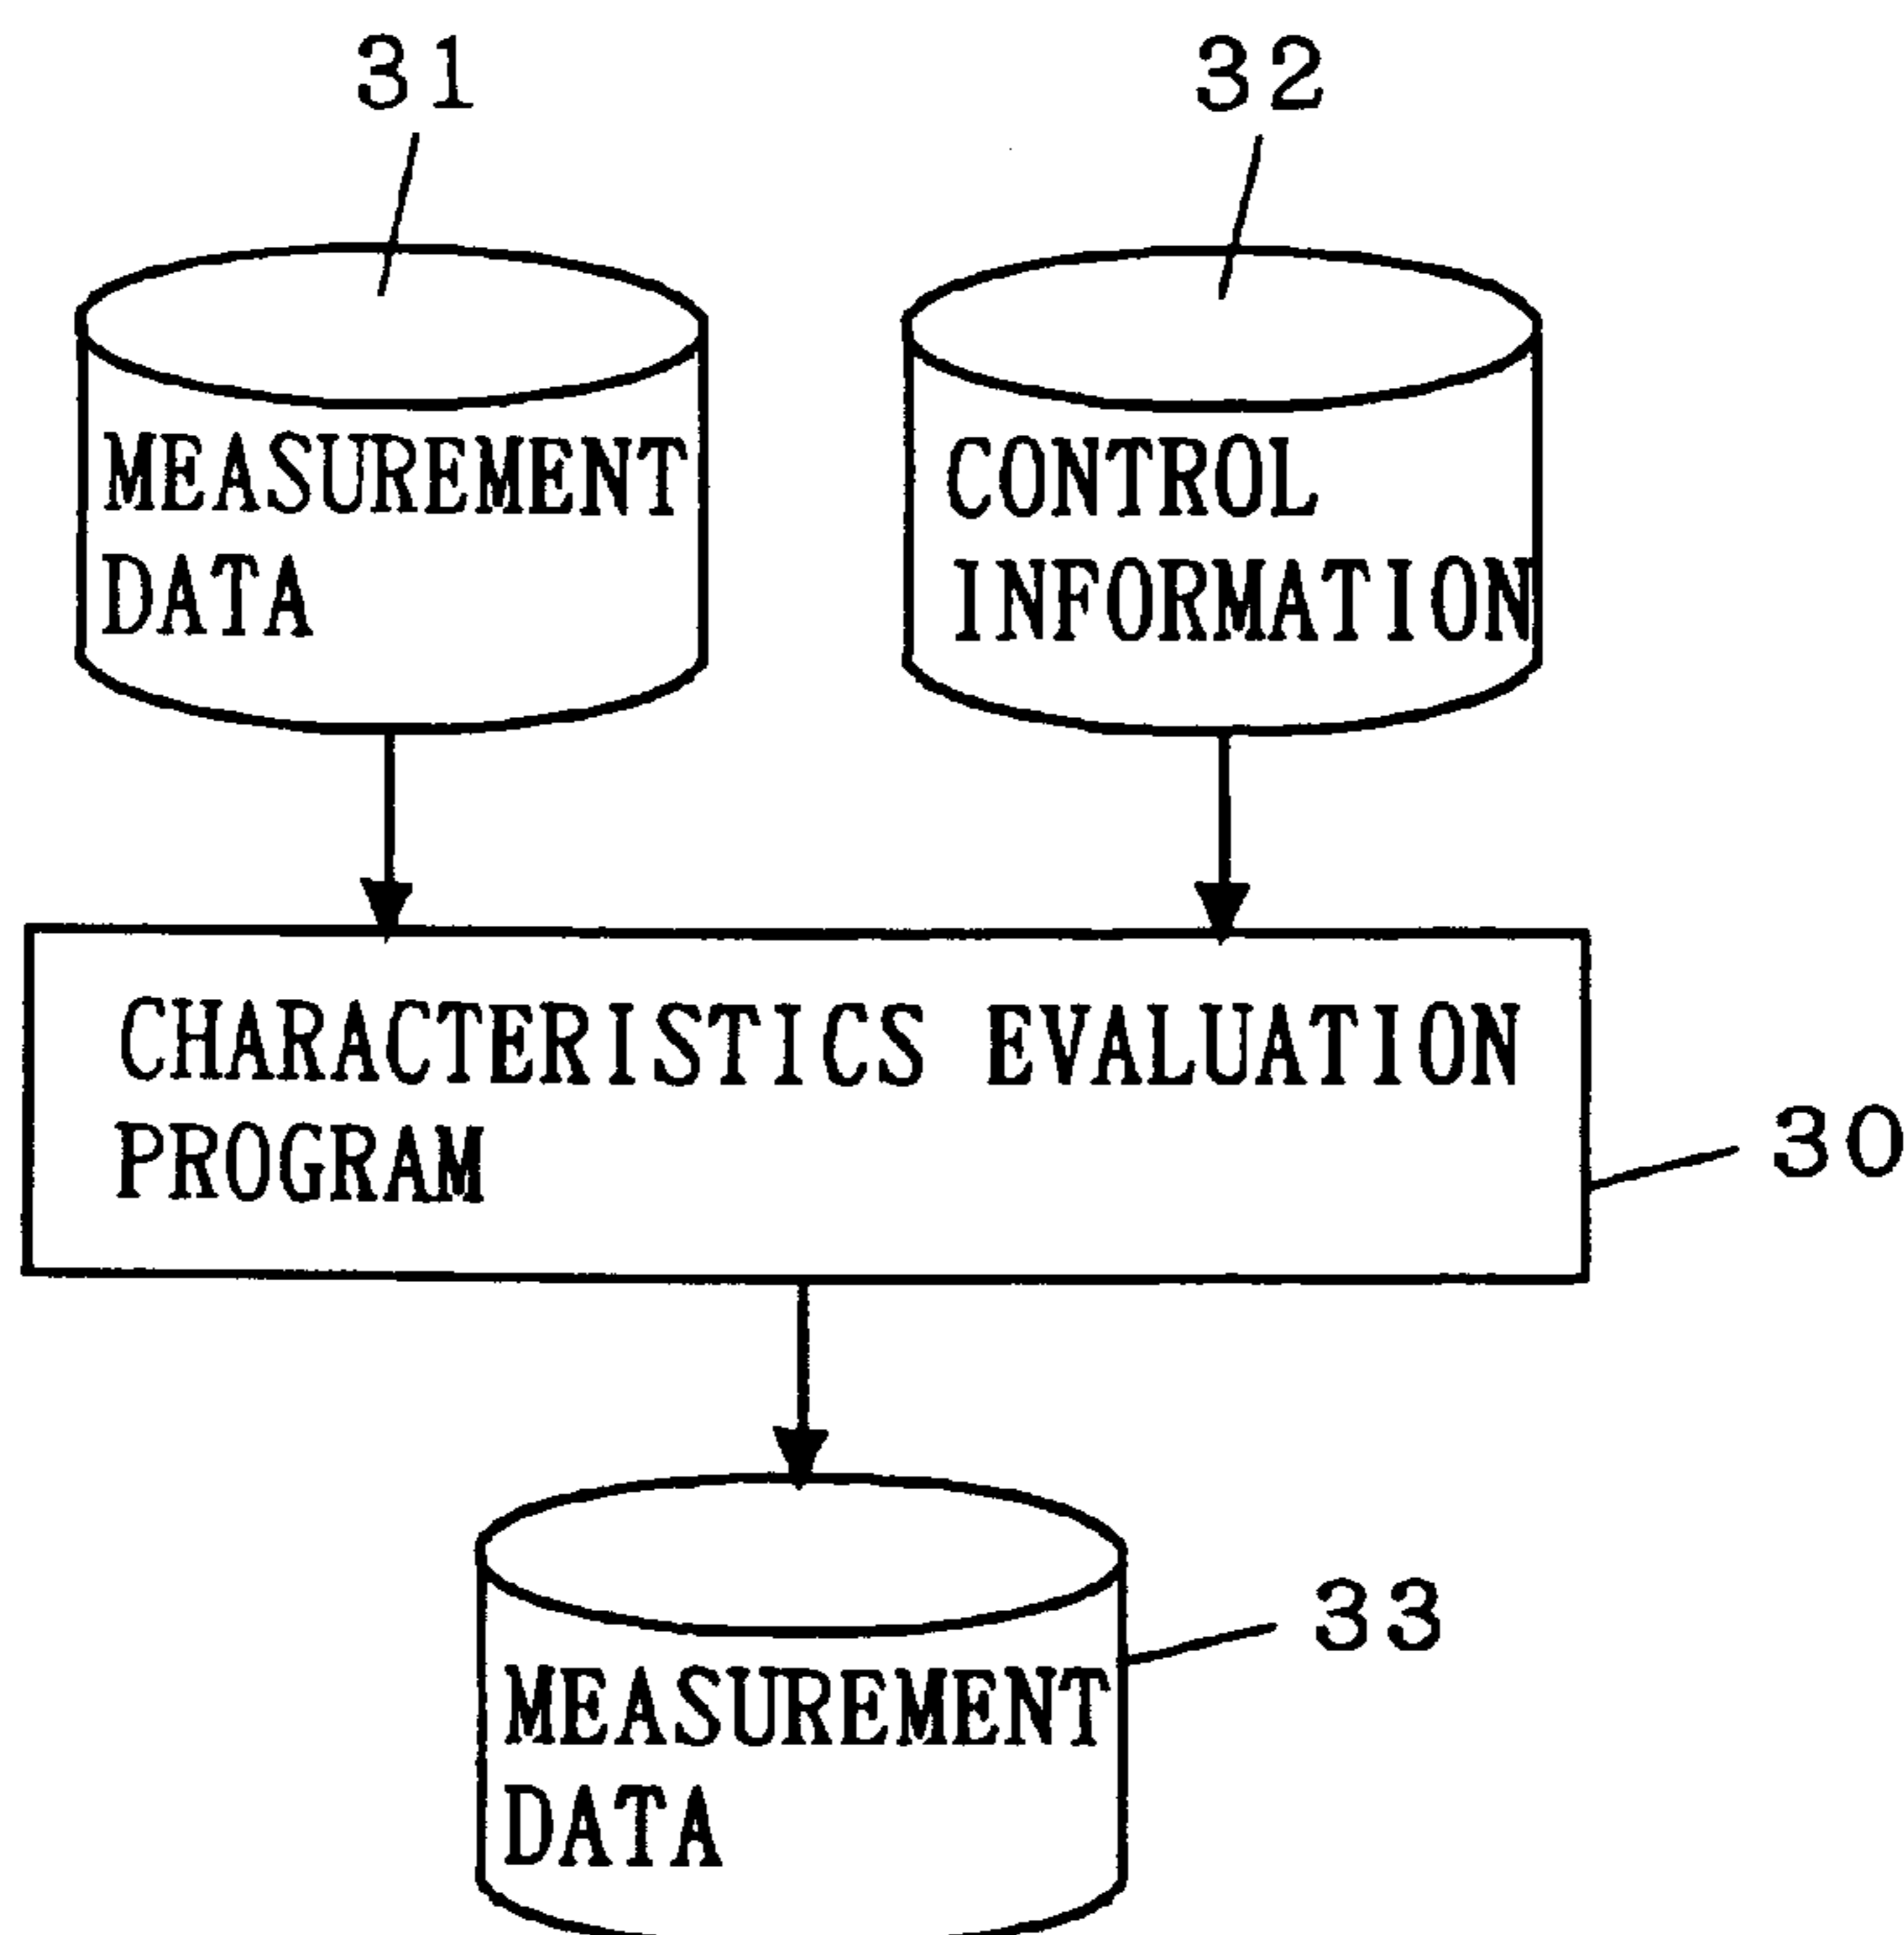 31
32
MEASUREMENT
DATA
CONTROL
INFORMATION
CHARACTERISTICS EVALUATION
PROGRAM
30
33
MEASUREMENT
DATA